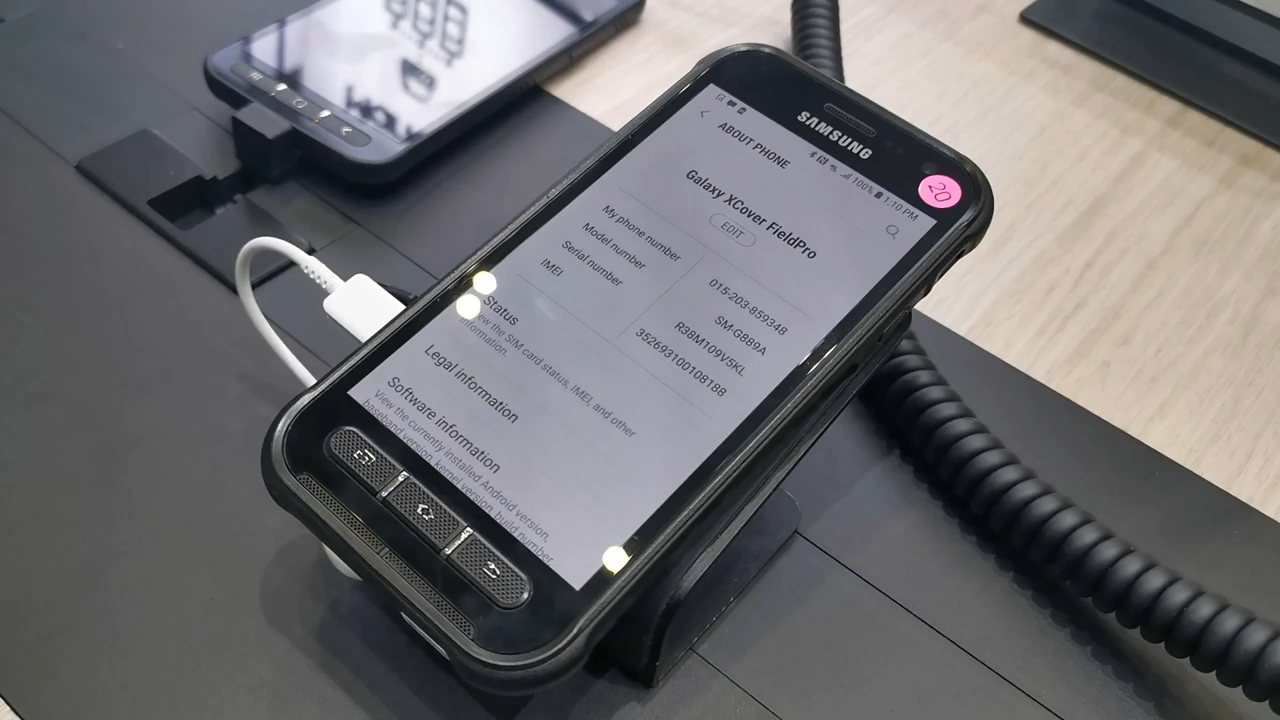 SAMSUNG
20
100% 1:10 PM
ABOUT PHONE
Galaxy XCover FieldPro
EDIT
My phone number 015-203-859348
Model number SM-G889A
Serial number R38M109V5KL
IMEI 352693100108188
Status
View the SIM card status, IMEI, and other
information.
Legal information
Software information
View the currently installed Android version,
baseband version, kernel version, build number